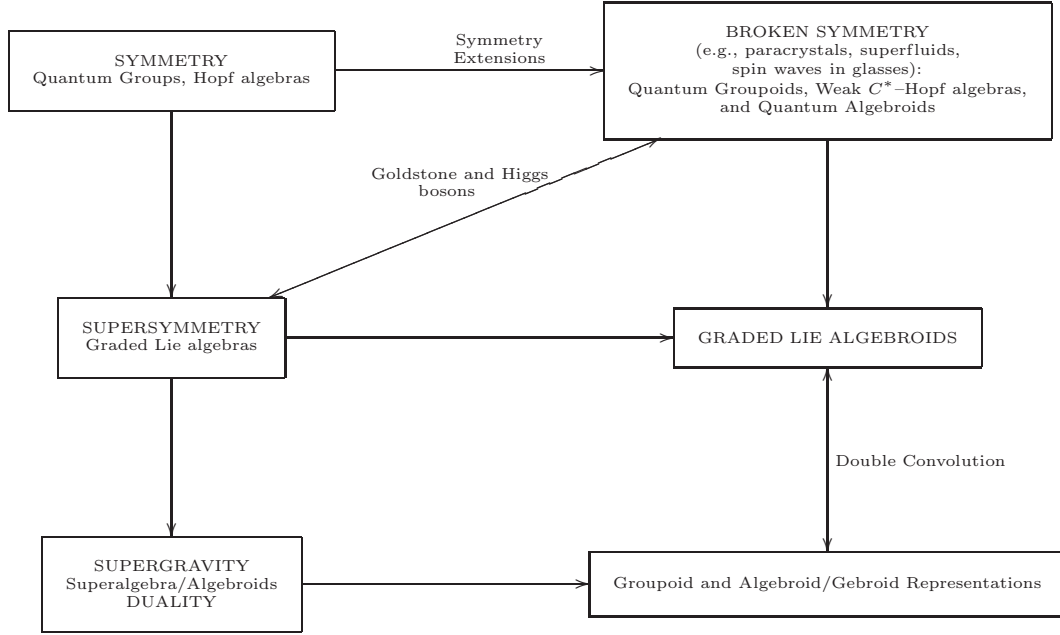 SYMMETRY
Quantum Groups, Hopf algebras
Symmetry
Extensions
BROKEN SYMMETRY
(e.g., paracrystals, superfluids,
spin waves in glasses):
Quantum Groupoids, Weak C*–Hopf algebras,
and Quantum Algebroids
Goldstone and Higgs
bosons
SUPERSYMMETRY
Graded Lie algebras
GRADED LIE ALGEBROIDS
Double Convolution
SUPERGRAVITY
Superalgebra/Algebroids
DUALITY
Groupoid and Algebroid/Gebroid Representations